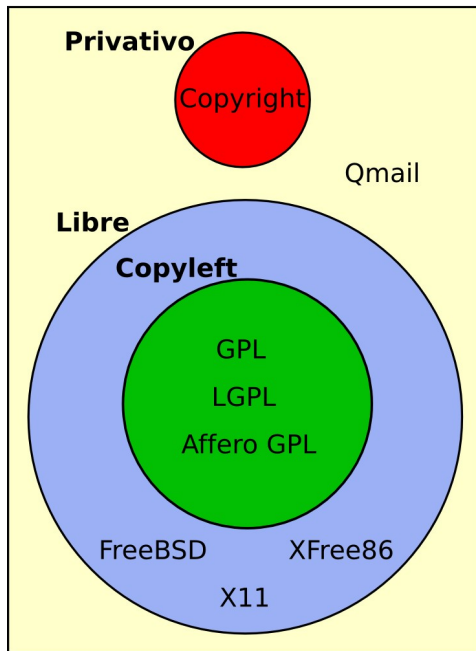 Privativo
Copyright
Qmail
Libre
Copyleft
GPL
LGPL
Affero GPL
FreeBSD
XFree86
X11